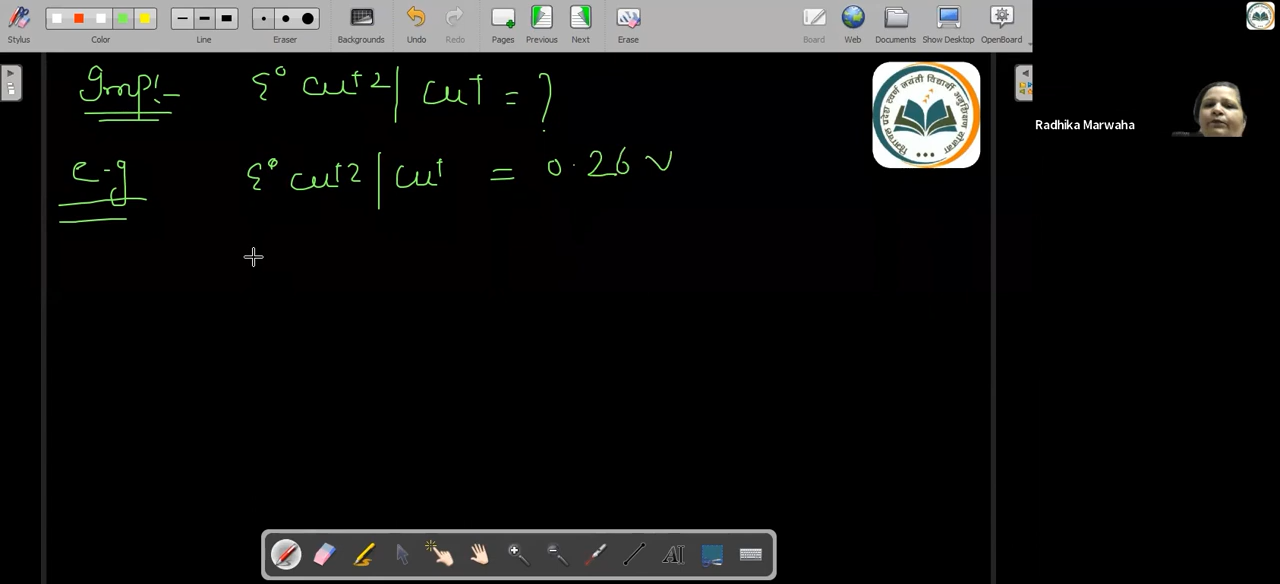 Stylus Color Line Eraser Backgrounds Undo Redo Pages Previous Next Erase Board Web Documents Show Desktop OpenBoard
Imp:- ε° Cu+2 | Cu+ = ?
Radhika Marwaha
e-g ε° Cu+2 | Cu+ = 0.26 V
AI